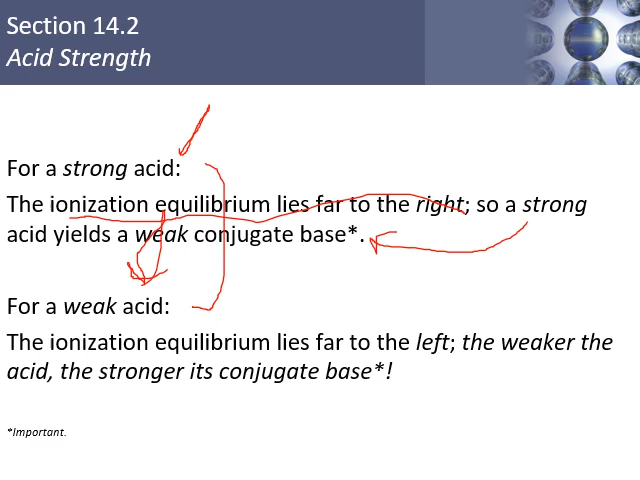 Section 14.2
Acid Strength
For a strong acid:
The ionization equilibrium lies far to the right; so a strong
acid yields a weak conjugate base*.
For a weak acid:
The ionization equilibrium lies far to the left; the weaker the
acid, the stronger its conjugate base*!
*Important.